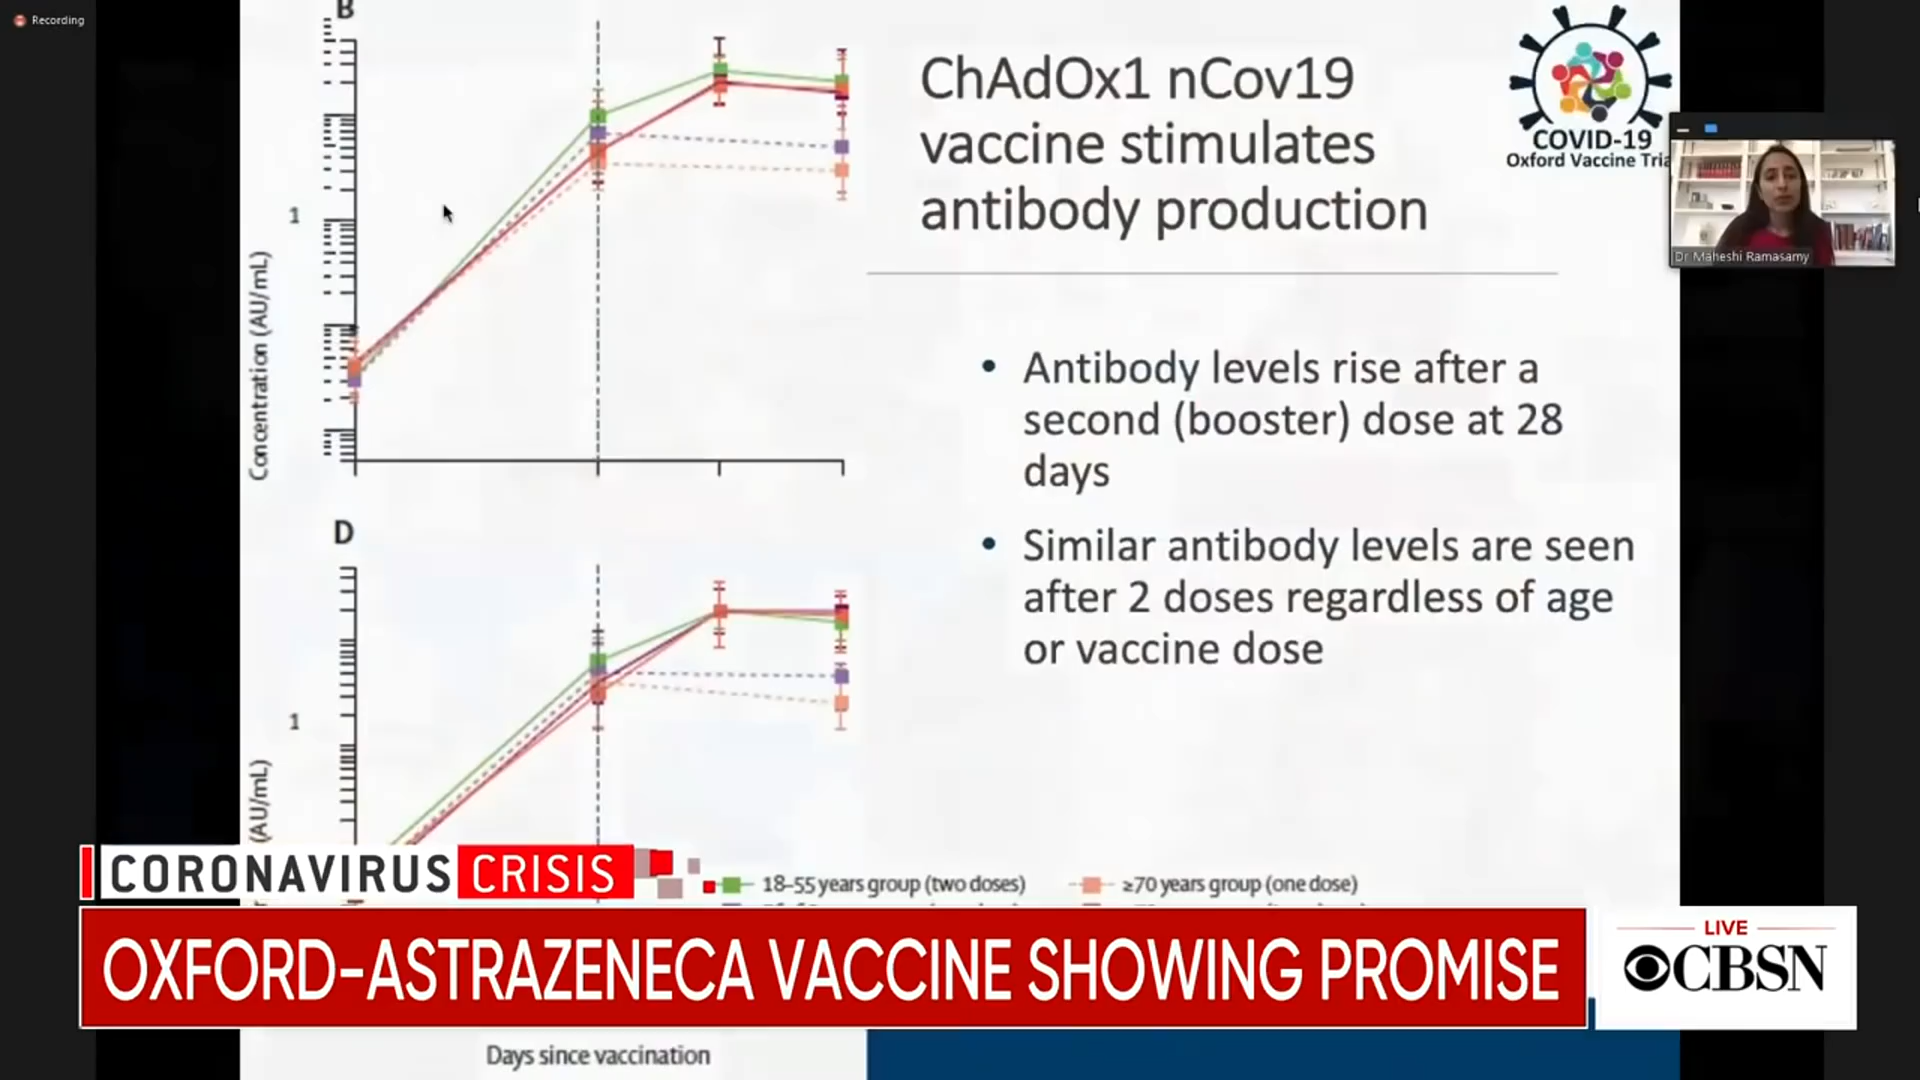 Recording
B
ChAdOx1 nCov19
vaccine stimulates
antibody production
COVID-19
Oxford Vaccine Tria
Dr Maheshi Ramasamy
1
Concentration (AU/mL)
• Antibody levels rise after a
second (booster) dose at 28
days
• Similar antibody levels are seen
after 2 doses regardless of age
or vaccine dose
D
1
(AU/mL)
CORONAVIRUS CRISIS
18–55 years group (two doses)
≥70 years group (one dose)
OXFORD-ASTRAZENECA VACCINE SHOWING PROMISE
LIVE
CBSN
Days since vaccination